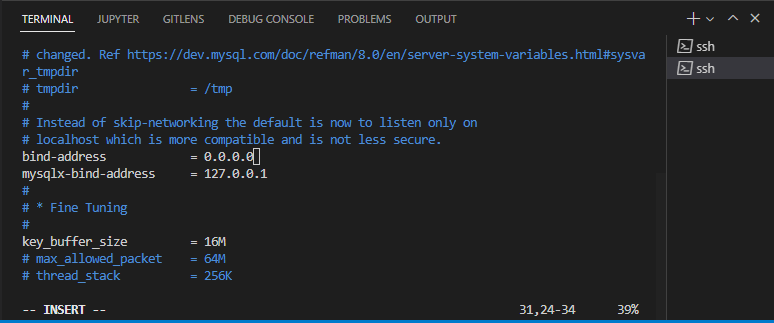 TERMINAL JUPYTER GITLENS DEBUG CONSOLE PROBLEMS OUTPUT
ssh
ssh
# changed. Ref https://dev.mysql.com/doc/refman/8.0/en/server-system-variables.html#sysva
r_tmpdir
# tmpdir                = /tmp
#
# Instead of skip-networking the default is now to listen only on
# localhost which is more compatible and is not less secure.
bind-address            = 0.0.0.0
mysqlx-bind-address     = 127.0.0.1
#
# * Fine Tuning
#
key_buffer_size         = 16M
# max_allowed_packet    = 64M
# thread_stack          = 256K
-- INSERT --                                                  31,24-34      39%